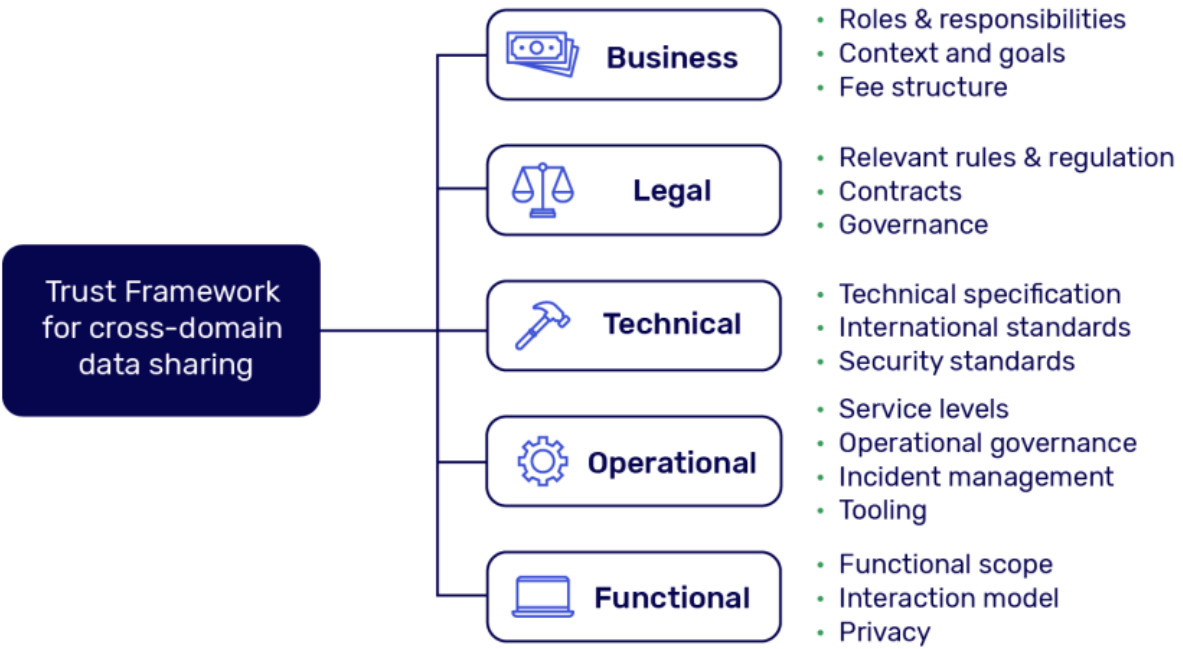 Trust Framework
for cross-domain
data sharing
Business
• Roles & responsibilities
• Context and goals
• Fee structure
Legal
• Relevant rules & regulation
• Contracts
• Governance
Technical
• Technical specification
• International standards
• Security standards
Operational
• Service levels
• Operational governance
• Incident management
• Tooling
Functional
• Functional scope
• Interaction model
• Privacy